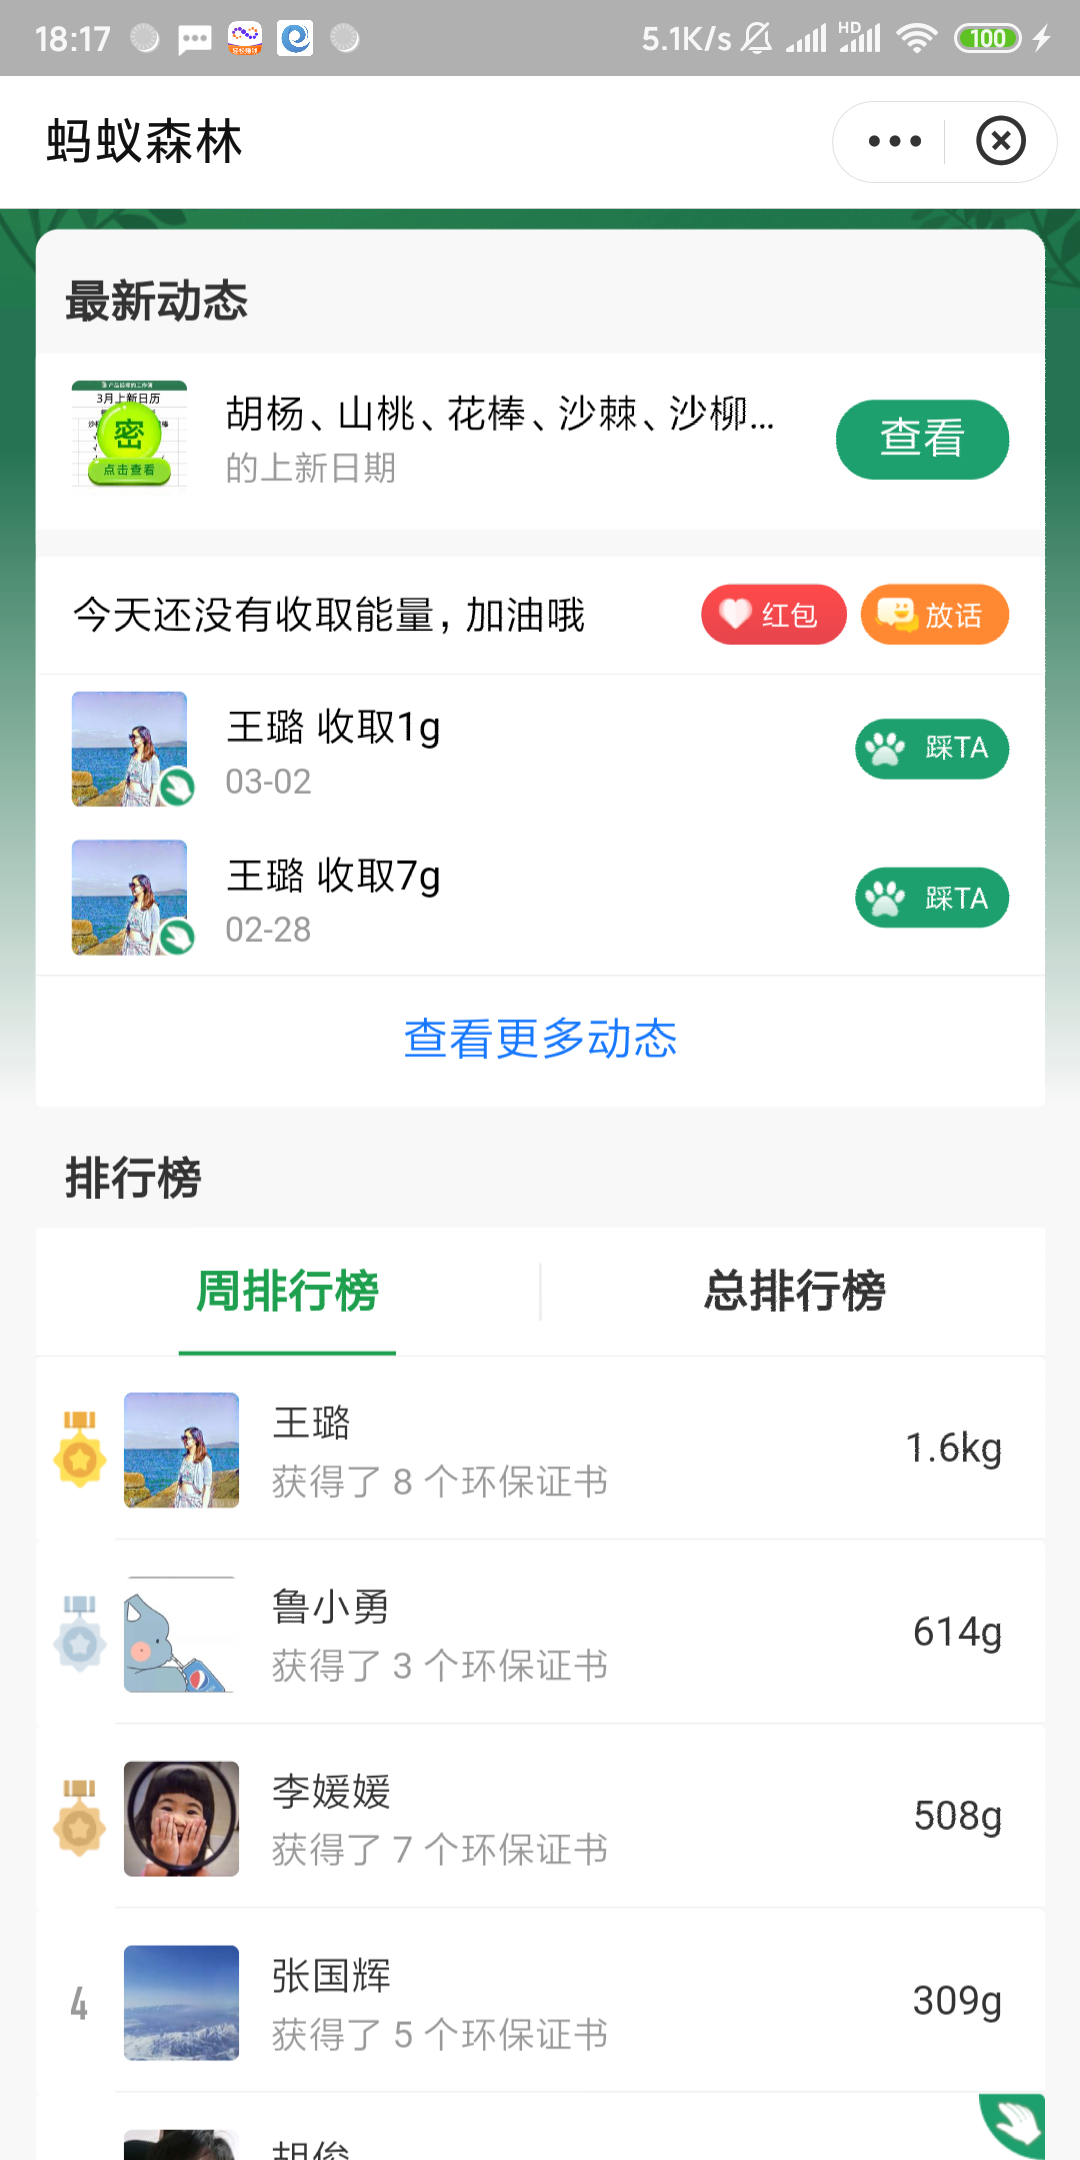 18:17
5.1K/s
HD
100
蚂蚁森林
最新动态
3月上新日历
密
点击查看
胡杨、山桃、花棒、沙棘、沙柳...
的上新日期
查看
今天还没有收取能量，加油哦
红包
放话
王璐 收取1g
03-02
踩TA
王璐 收取7g
02-28
踩TA
查看更多动态
排行榜
周排行榜
总排行榜
王璐
获得了 8 个环保证书
1.6kg
鲁小勇
获得了 3 个环保证书
614g
李媛媛
获得了 7 个环保证书
508g
4
张国辉
获得了 5 个环保证书
309g
胡俊